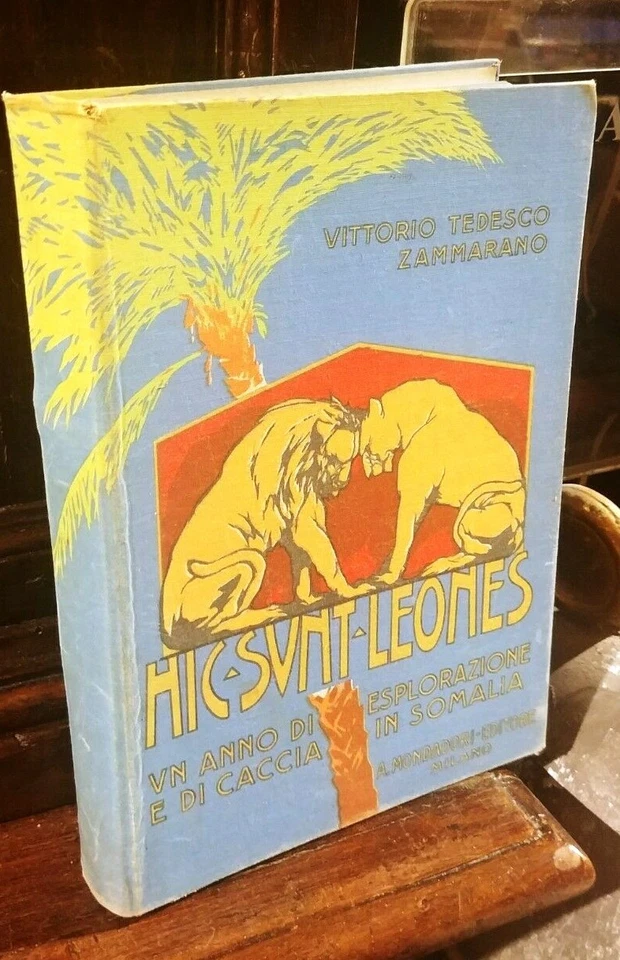 VITTORIO TEDESCO
ZAMMARANO
HIC·SVNT·LEONES
VN ANNO DI ESPLORAZIONE
E DI CACCIA IN SOMALIA
A. MONDADORI·EDITORE
MILANO
A